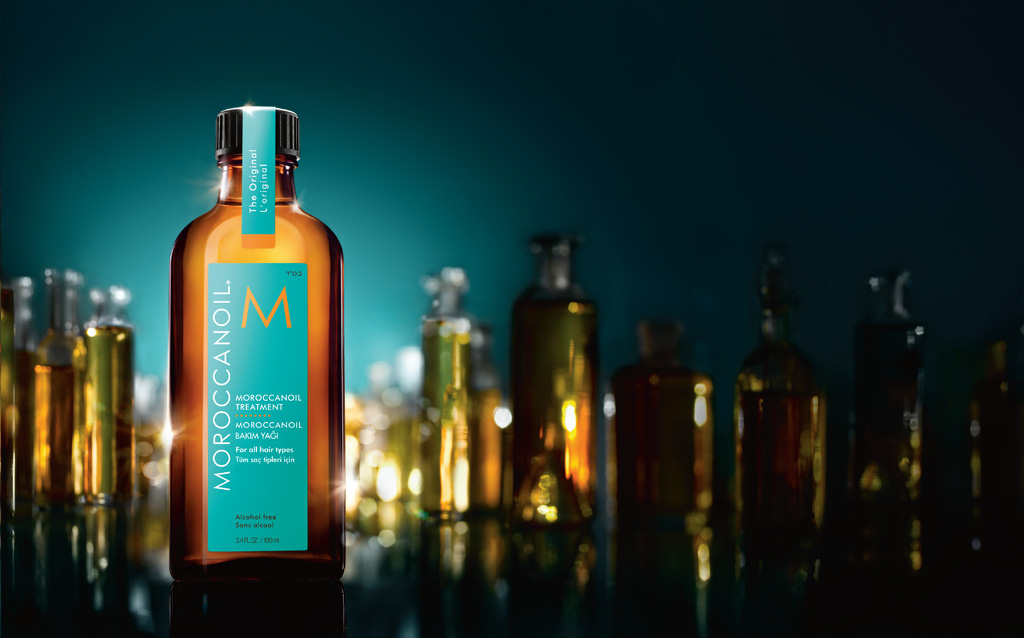 The Original
L'original
MOROCCANOIL®
M
MOROCCANOIL
TREATMENT
MOROCCANOIL
BAKIM YAĞI
For all hair types
Tüm saç tipleri için
Alcohol free
Sans alcool
3.4 FL.OZ. / 100 ml